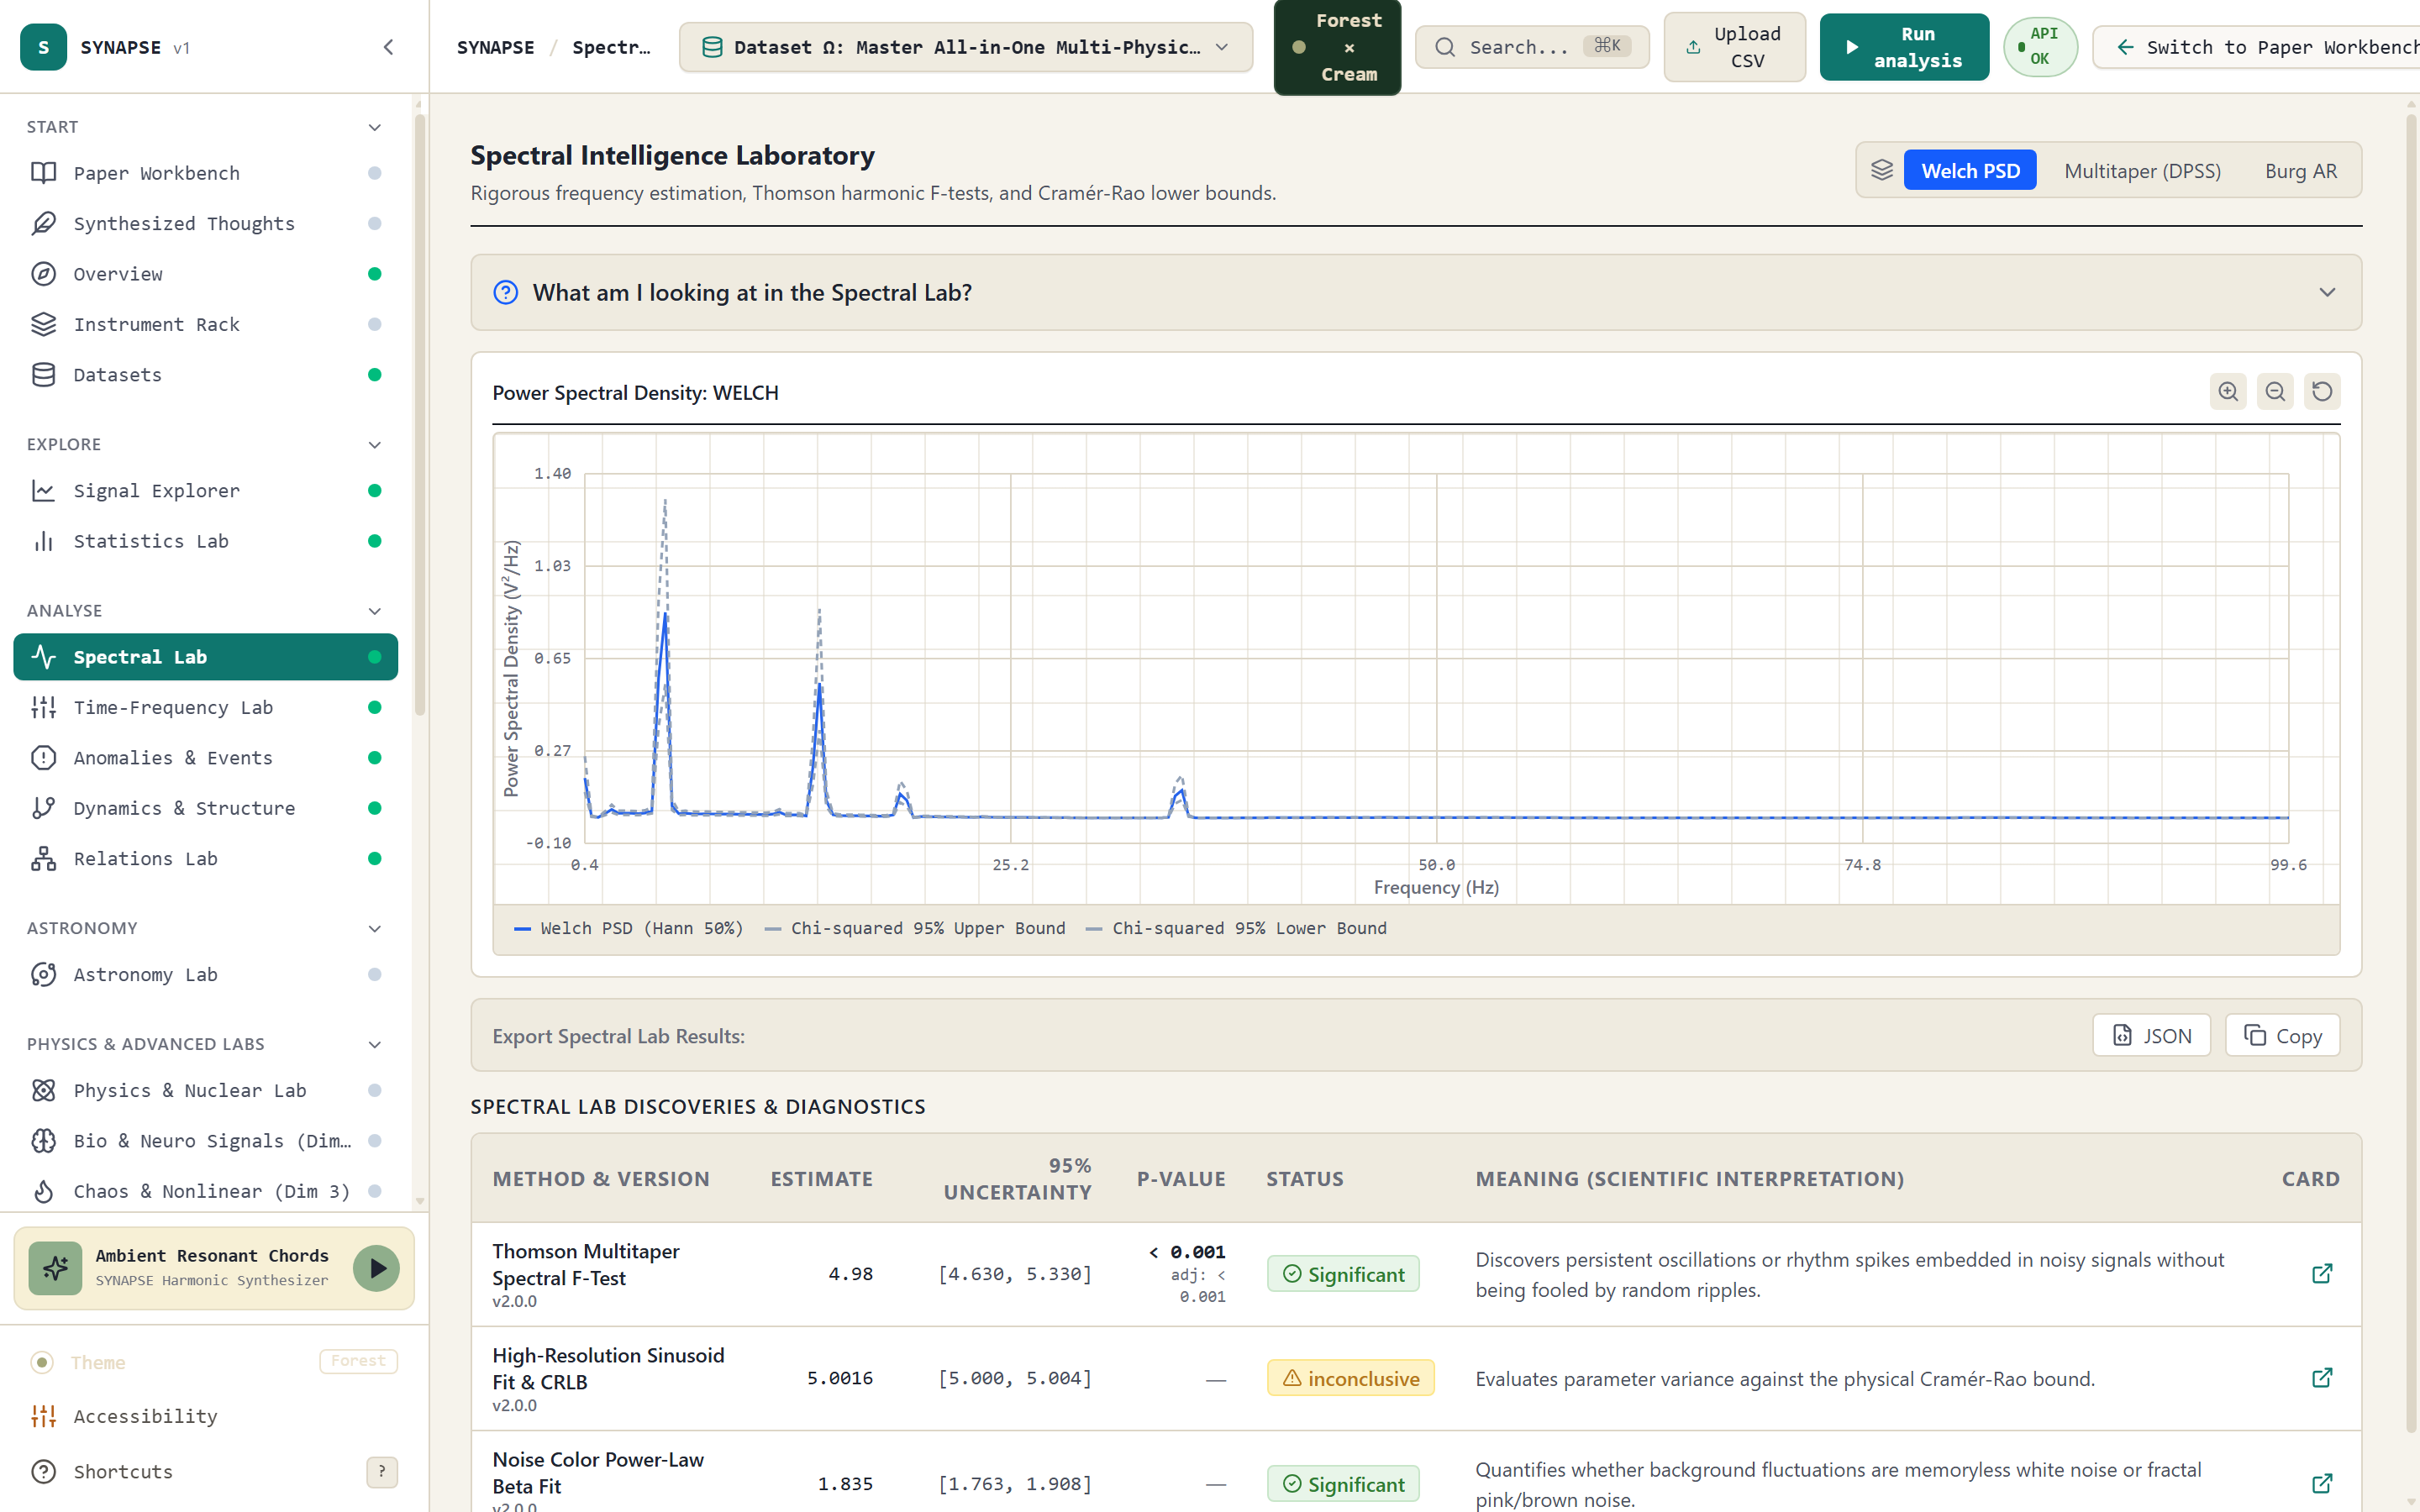 S SYNAPSE v1
START
Paper Workbench
Synthesized Thoughts
Overview
Instrument Rack
Datasets
EXPLORE
Signal Explorer
Statistics Lab
ANALYSE
Spectral Lab
Time-Frequency Lab
Anomalies & Events
Dynamics & Structure
Relations Lab
ASTRONOMY
Astronomy Lab
PHYSICS & ADVANCED LABS
Physics & Nuclear Lab
Bio & Neuro Signals (Dim…
Chaos & Nonlinear (Dim 3)
Ambient Resonant Chords
SYNAPSE Harmonic Synthesizer
Theme Forest
Accessibility
Shortcuts ?
SYNAPSE / Spectr…
Dataset Ω: Master All-in-One Multi-Physic…
Forest
×
Cream
Search... ⌘K
Upload
CSV
Run
analysis
API
OK
Switch to Paper Workbench
Spectral Intelligence Laboratory
Rigorous frequency estimation, Thomson harmonic F-tests, and Cramér-Rao lower bounds.
Welch PSD Multitaper (DPSS) Burg AR
What am I looking at in the Spectral Lab?
Power Spectral Density: WELCH
Power Spectral Density (V²/Hz)
1.40
1.03
0.65
0.27
-0.10
0.4 25.2 50.0 74.8 99.6
Frequency (Hz)
Welch PSD (Hann 50%) Chi-squared 95% Upper Bound Chi-squared 95% Lower Bound
Export Spectral Lab Results:
JSON Copy
SPECTRAL LAB DISCOVERIES & DIAGNOSTICS
METHOD & VERSION ESTIMATE 95% UNCERTAINTY P-VALUE STATUS MEANING (SCIENTIFIC INTERPRETATION) CARD
Thomson Multitaper
Spectral F-Test
v2.0.0
4.98
[4.630, 5.330]
< 0.001
adj: <
0.001
Significant
Discovers persistent oscillations or rhythm spikes embedded in noisy signals without
being fooled by random ripples.
High-Resolution Sinusoid
Fit & CRLB
v2.0.0
5.0016
[5.000, 5.004]
—
inconclusive
Evaluates parameter variance against the physical Cramér-Rao bound.
Noise Color Power-Law
Beta Fit
v2.0.0
1.835
[1.763, 1.908]
—
Significant
Quantifies whether background fluctuations are memoryless white noise or fractal
pink/brown noise.